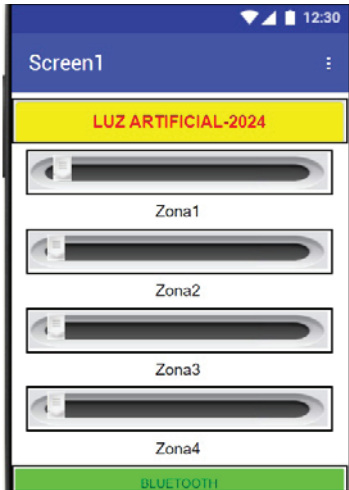 12:30
Screen1
LUZ ARTIFICIAL-2024
Zona1
Zona2
Zona3
Zona4
BLUETOOTH